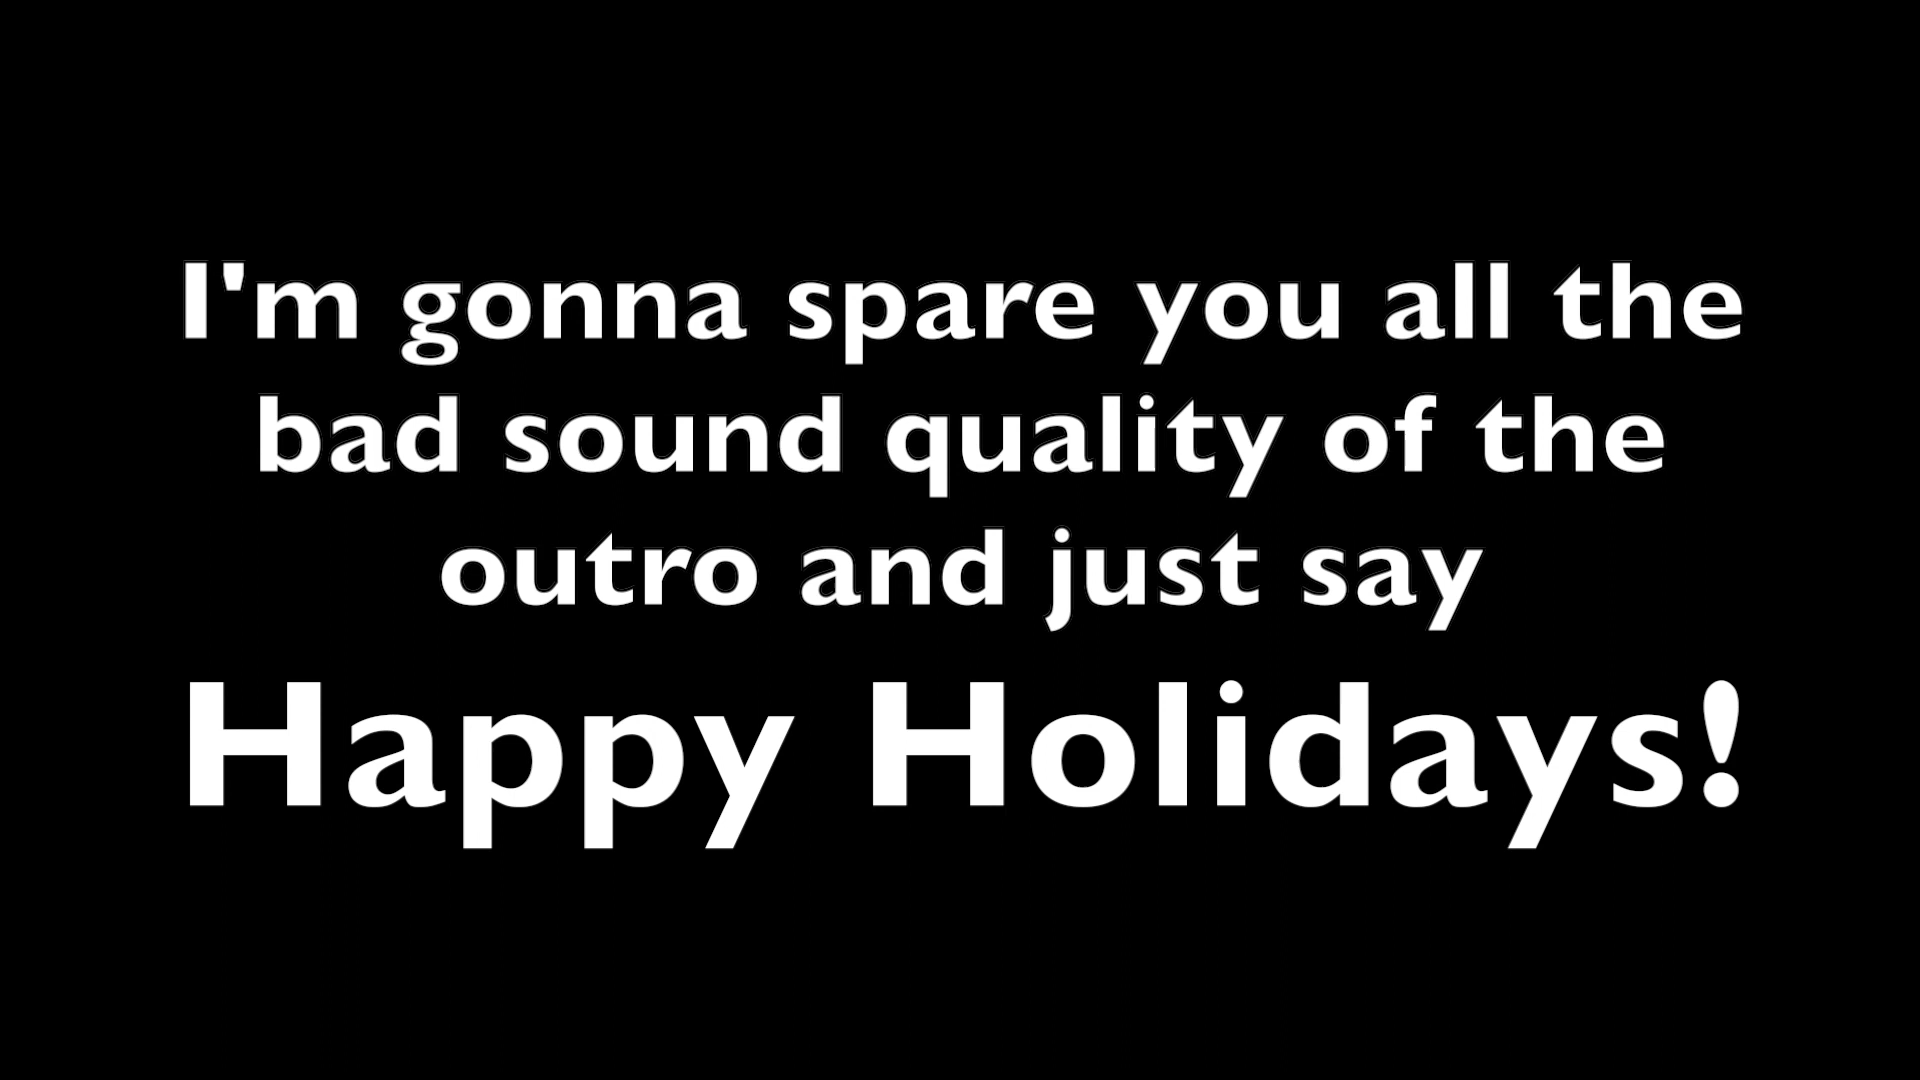 I'm gonna spare you all the
bad sound quality of the
outro and just say
Happy Holidays!